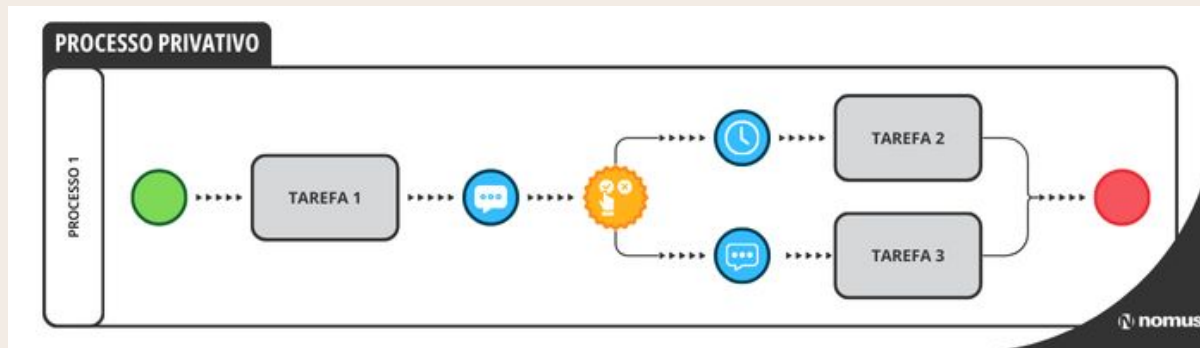 PROCESSO PRIVATIVO
PROCESSO 1
TAREFA 1
TAREFA 2
TAREFA 3
nomus